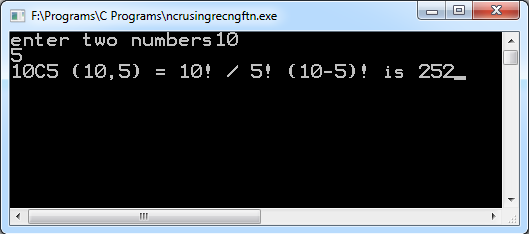 F:\Programs\C Programs\ncrusingrecngftn.exe
enter two numbers10
5
10C5 (10,5) = 10! / 5! (10-5)! is 252_